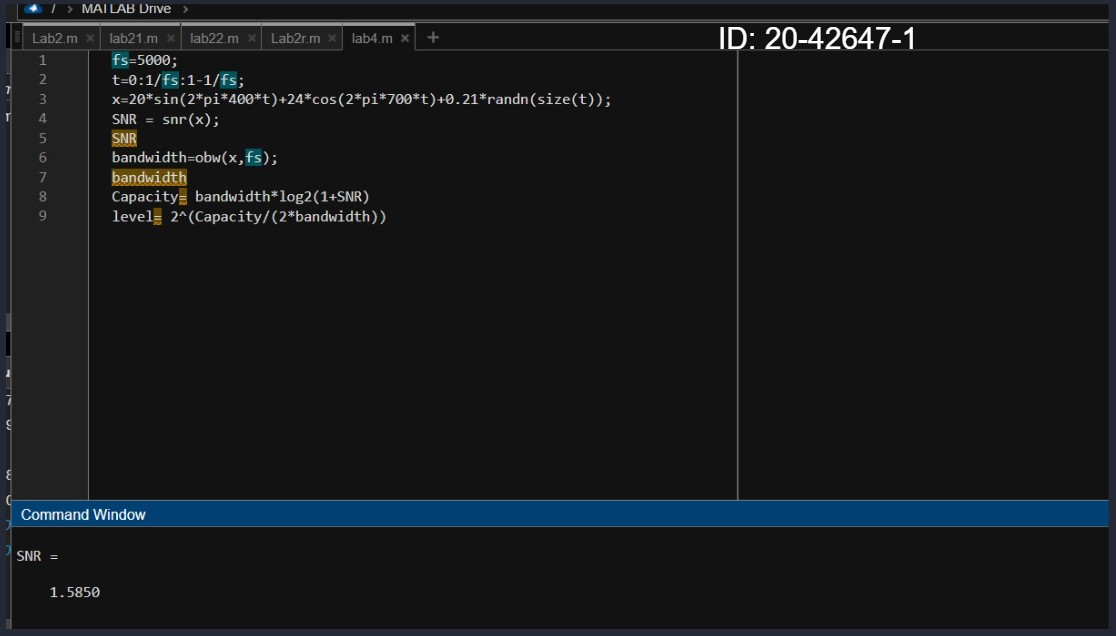 / > MATLAB Drive >
Lab2.m × lab21.m × lab22.m × Lab2r.m × lab4.m × +
ID: 20-42647-1
1 fs=5000;
2 t=0:1/fs:1-1/fs;
3 x=20*sin(2*pi*400*t)+24*cos(2*pi*700*t)+0.21*randn(size(t));
4 SNR = snr(x);
5 SNR
6 bandwidth=obw(x,fs);
7 bandwidth
8 Capacity= bandwidth*log2(1+SNR)
9 level= 2^(Capacity/(2*bandwidth))
Command Window
SNR =
1.5850